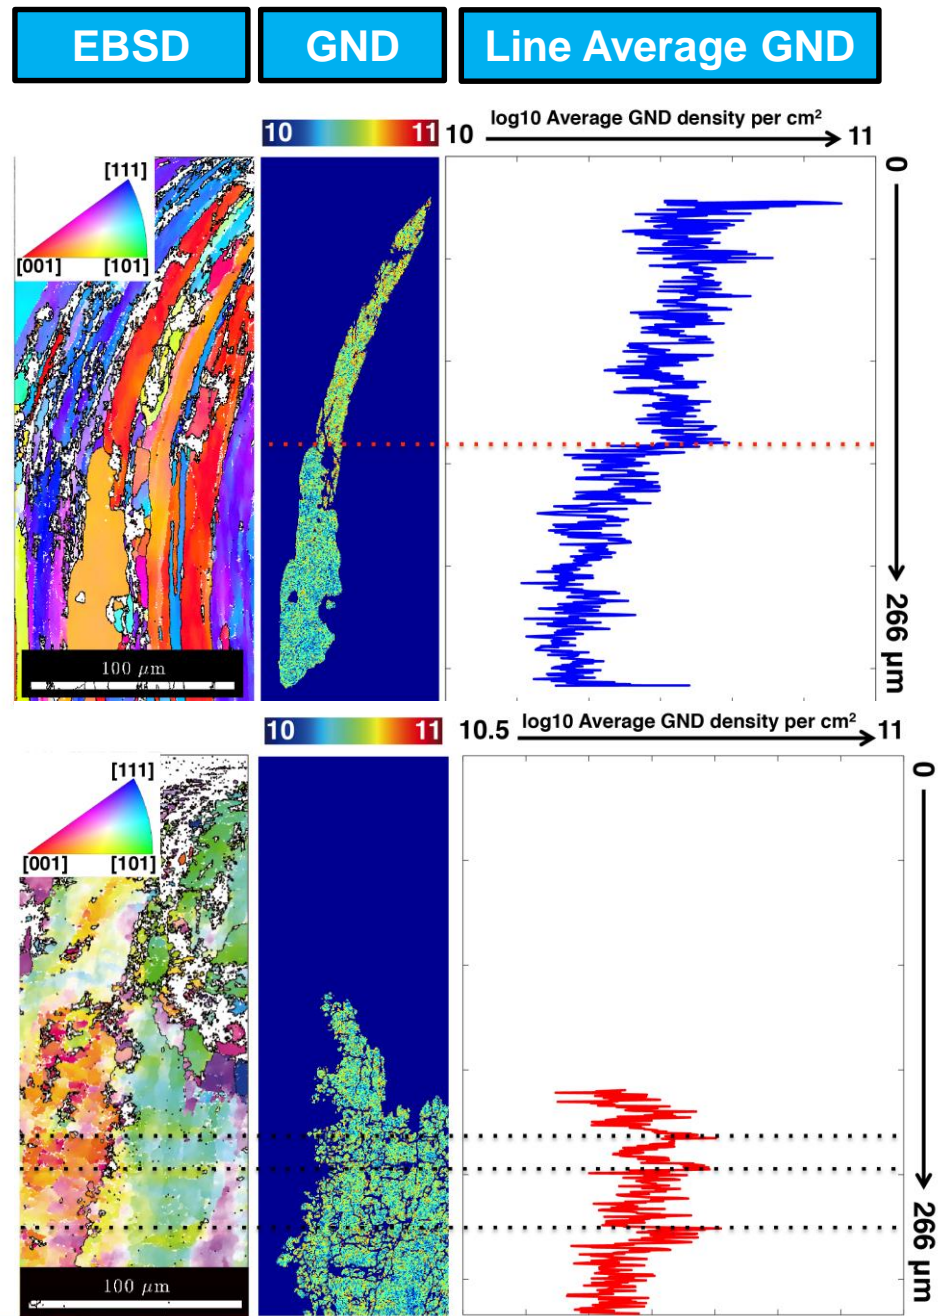 EBSD GND Line Average GND
10 11 10 log10 Average GND density per cm² 11
0
[111]
[001] [101]
266 μm
100 μm
10 11 10.5 log10 Average GND density per cm² 11
0
[111]
[001] [101]
266 μm
100 μm